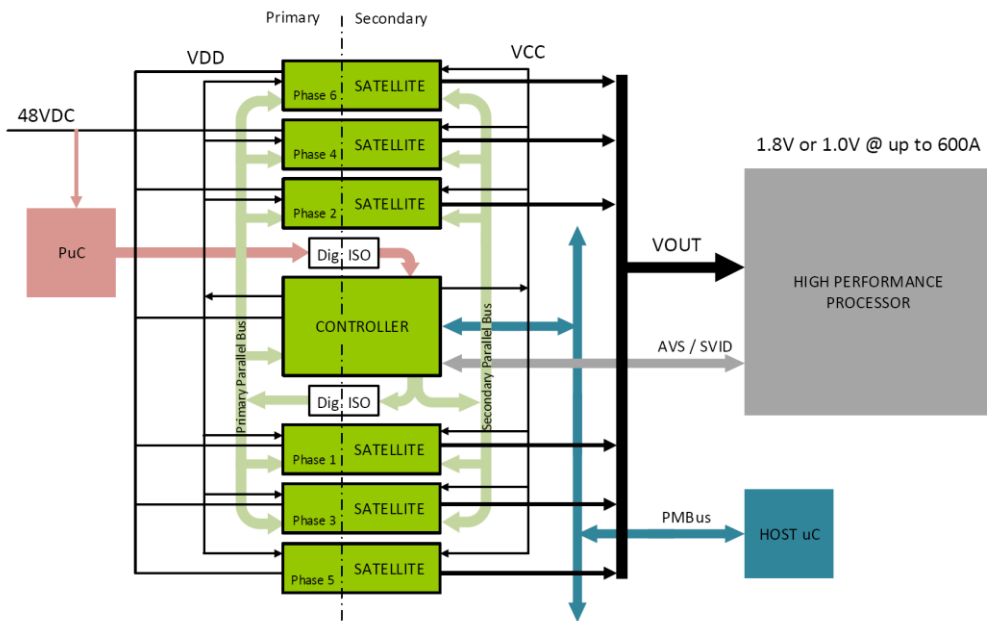 Primary
Secondary
VDD
VCC
48VDC
Phase 6
SATELLITE
Phase 4
SATELLITE
Phase 2
SATELLITE
1.8V or 1.0V @ up to 600A
PuC
Dig. ISO
VOUT
HIGH PERFORMANCE
PROCESSOR
CONTROLLER
Primary Parallel Bus
Secondary Parallel Bus
AVS / SVID
Dig. ISO
Phase 1
SATELLITE
Phase 3
SATELLITE
PMBus
HOST uC
Phase 5
SATELLITE